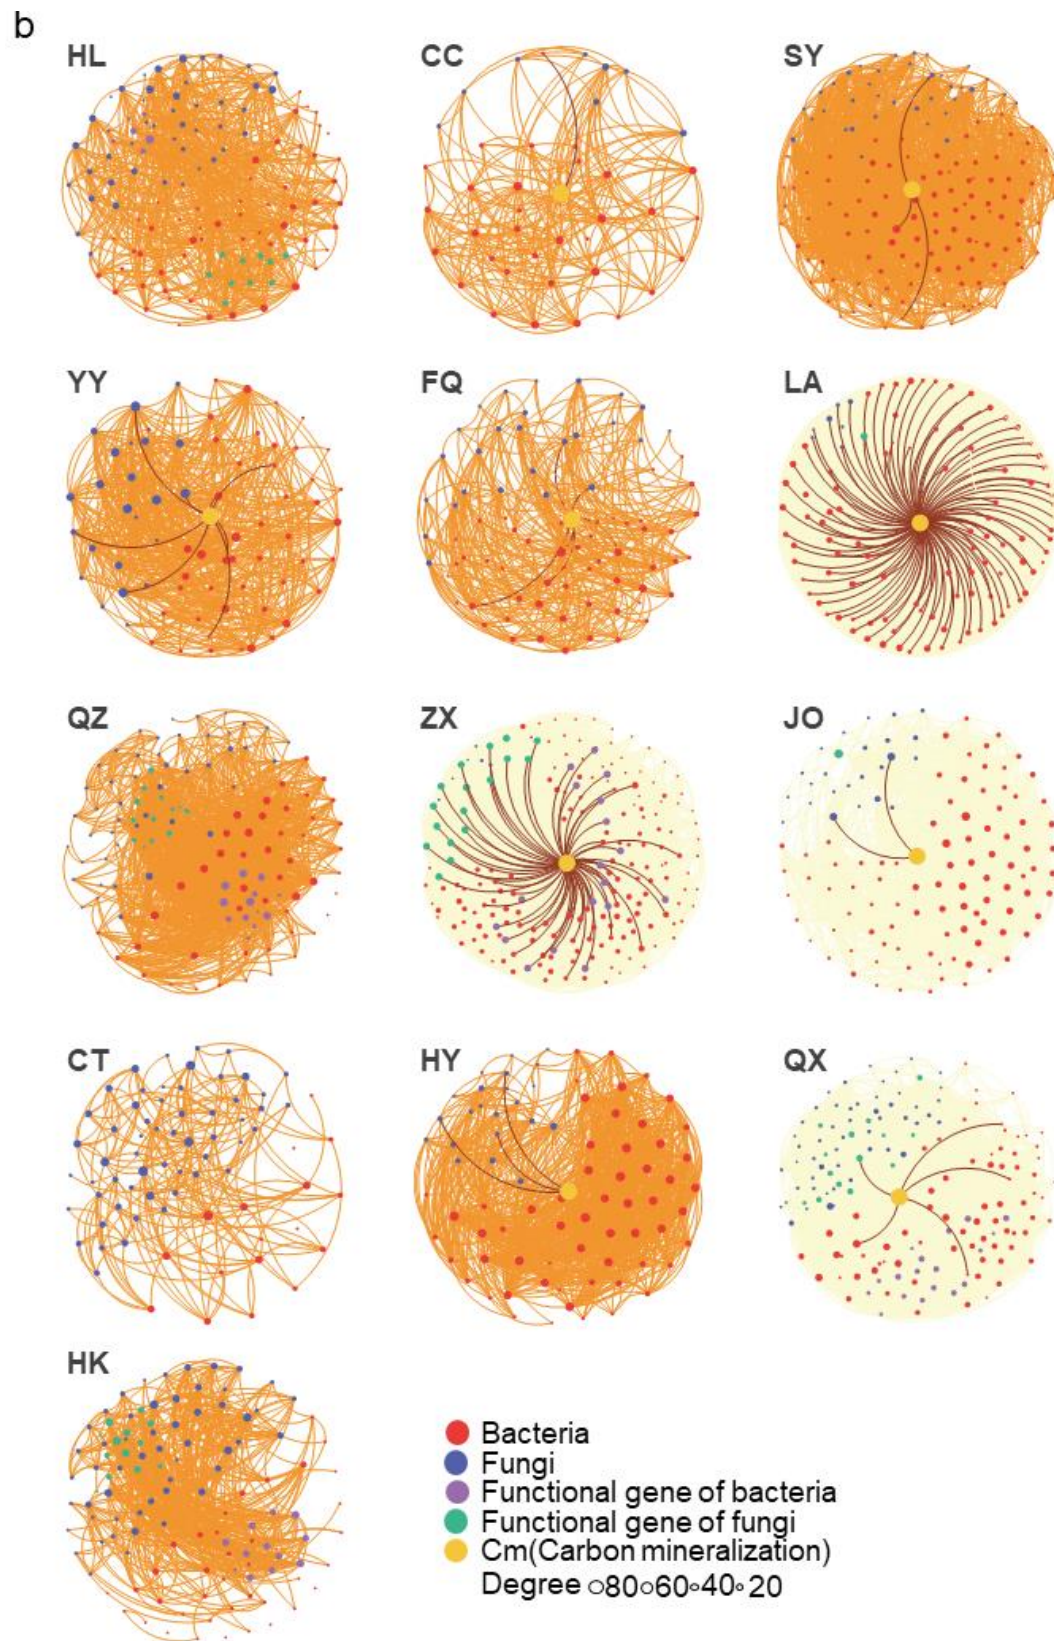 b
HL
CC
SY
YY
FQ
LA
QZ
ZX
JO
CT
HY
QX
HK
Bacteria
Fungi
Functional gene of bacteria
Functional gene of fungi
Cm(Carbon mineralization)
Degree 80 60 40 20